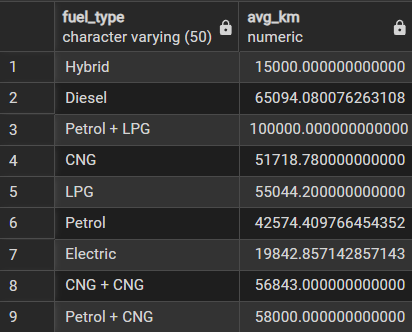 fuel_type avg_km
character varying (50) numeric
1 Hybrid 15000.000000000000
2 Diesel 65094.080076263108
3 Petrol + LPG 100000.000000000000
4 CNG 51718.780000000000
5 LPG 55044.200000000000
6 Petrol 42574.409766454352
7 Electric 19842.857142857143
8 CNG + CNG 56843.000000000000
9 Petrol + CNG 58000.000000000000